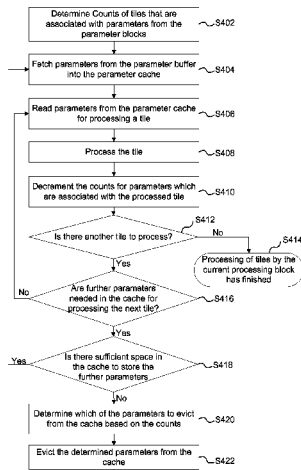 Determine Counts of tiles that are
associated with parameters from the
parameter blocks
S402
Fetch parameters from the parameter buffer
into the parameter cache
S404
Read parameters from the parameter cache
for processing a tile
S406
Process the tile
S408
Decrement the counts for parameters which
are associated with the processed tile
S410
S412
Is there another tile to process?
No
S414
Processing of tiles by the
current processing block
has finished
Yes
Are further parameters
needed in the cache for
processing the next tile?
No
S416
Yes
Is there sufficient space in
the cache to store the
further parameters
Yes
S418
No
Determine which of the parameters to evict
from the cache based on the counts
S420
Evict the determined parameters from the
cache
S422